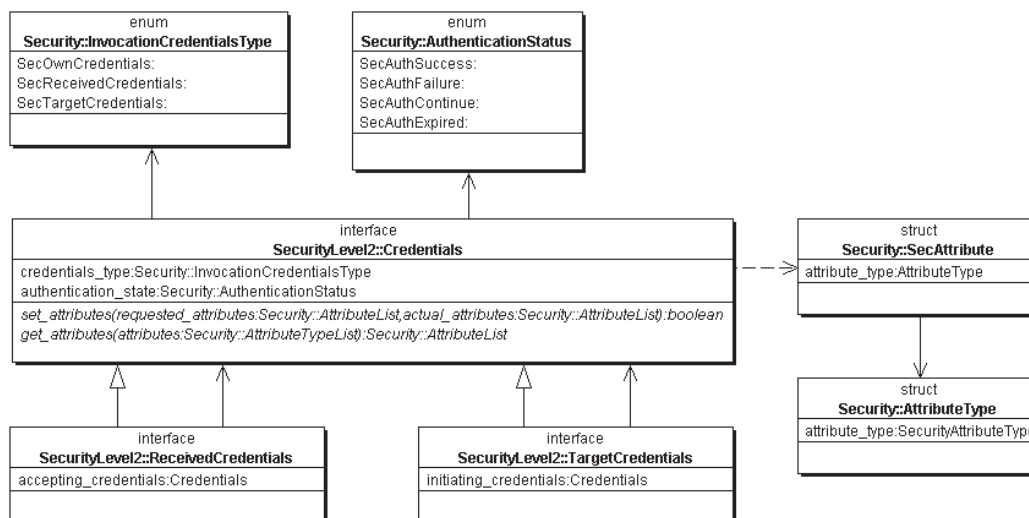 enum
Security::InvocationCredentialsType
SecOwnCredentials:
SecReceivedCredentials:
SecTargetCredentials:
enum
Security::AuthenticationStatus
SecAuthSuccess:
SecAuthFailure:
SecAuthContinue:
SecAuthExpired:
interface
SecurityLevel2::Credentials
credentials_type:Security::InvocationCredentialsType
authentication_state:Security::AuthenticationStatus
set_attributes(requested_attributes:Security::AttributeList,actual_attributes:Security::AttributeList):boolean
get_attributes(attributes:Security::AttributeTypeList):Security::AttributeList
struct
Security::SecAttribute
attribute_type:AttributeType
struct
Security::AttributeType
attribute_type:SecurityAttributeType
interface
SecurityLevel2::ReceivedCredentials
accepting_credentials:Credentials
interface
SecurityLevel2::TargetCredentials
initiating_credentials:Credentials